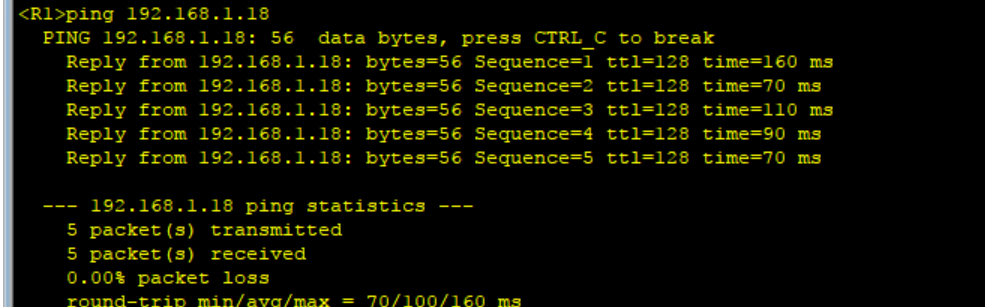 <R1>ping 192.168.1.18
PING 192.168.1.18: 56  data bytes, press CTRL_C to break
Reply from 192.168.1.18: bytes=56 Sequence=1 ttl=128 time=160 ms
Reply from 192.168.1.18: bytes=56 Sequence=2 ttl=128 time=70 ms
Reply from 192.168.1.18: bytes=56 Sequence=3 ttl=128 time=110 ms
Reply from 192.168.1.18: bytes=56 Sequence=4 ttl=128 time=90 ms
Reply from 192.168.1.18: bytes=56 Sequence=5 ttl=128 time=70 ms
--- 192.168.1.18 ping statistics ---
5 packet(s) transmitted
5 packet(s) received
0.00% packet loss
round-trip min/avg/max = 70/100/160 ms